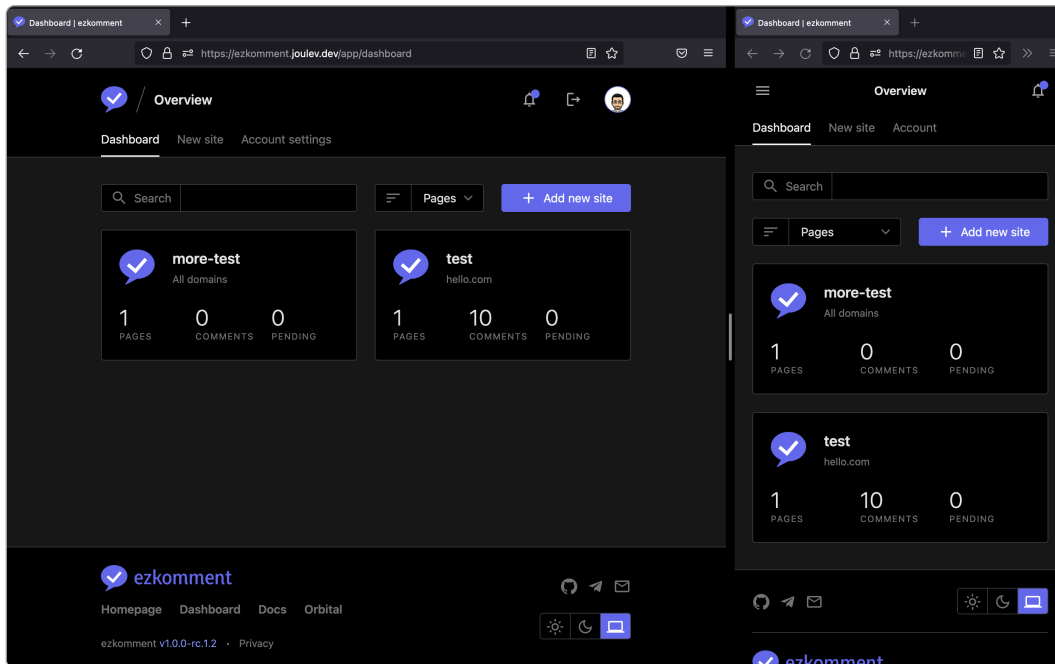 Dashboard | ezkomment
https://ezkomment.joulev.dev/app/dashboard
Overview
Dashboard New site Account settings
Search
Pages
Add new site
more-test
All domains
1 0 0
PAGES COMMENTS PENDING
test
hello.com
1 10 0
PAGES COMMENTS PENDING
ezkomment
Homepage Dashboard Docs Orbital
ezkomment v1.0.0-rc.1.2 · Privacy
Dashboard | ezkomment
https://ezkomme
Overview
Dashboard New site Account
Search
Pages
Add new site
more-test
All domains
1 0 0
PAGES COMMENTS PENDING
test
hello.com
1 10 0
PAGES COMMENTS PENDING
ezkomment